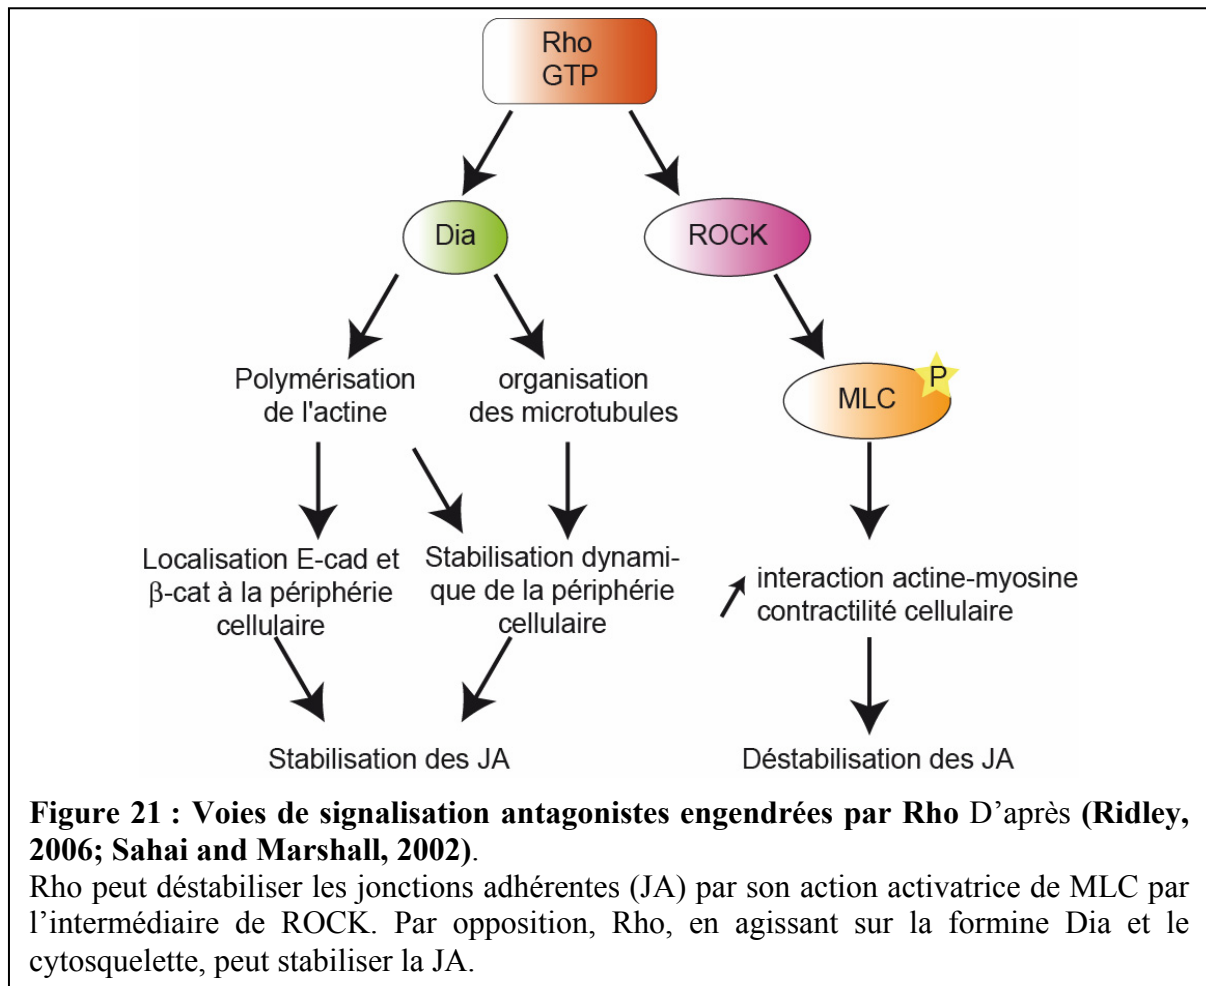 Rho
GTP
Dia
ROCK
Polymérisation
de l'actine
organisation
des microtubules
MLC
P
Localisation E-cad et
β-cat à la périphérie
cellulaire
Stabilisation dynami-
que de la périphérie
cellulaire
interaction actine-myosine
contractilité cellulaire
Stabilisation des JA
Déstabilisation des JA
Figure 21 : Voies de signalisation antagonistes engendrées par Rho D’après (Ridley,
2006; Sahai and Marshall, 2002).
Rho peut déstabiliser les jonctions adhérentes (JA) par son action activatrice de MLC par
l’intermédiaire de ROCK. Par opposition, Rho, en agissant sur la formine Dia et le
cytosquelette, peut stabiliser la JA.